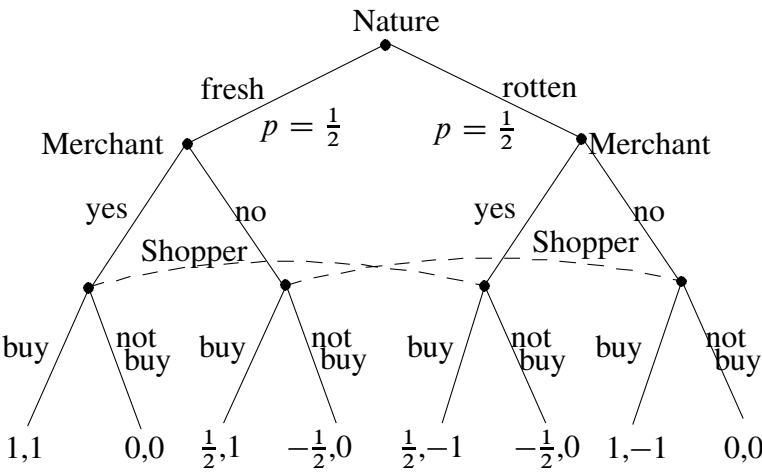 Nature
fresh
rotten
p = 1/2
p = 1/2
Merchant
Merchant
yes
no
yes
no
Shopper
Shopper
buy
not
buy
buy
not
buy
buy
not
buy
buy
not
buy
1,1
0,0
1/2,1
−1/2,0
1/2,−1
−1/2,0
1,−1
0,0